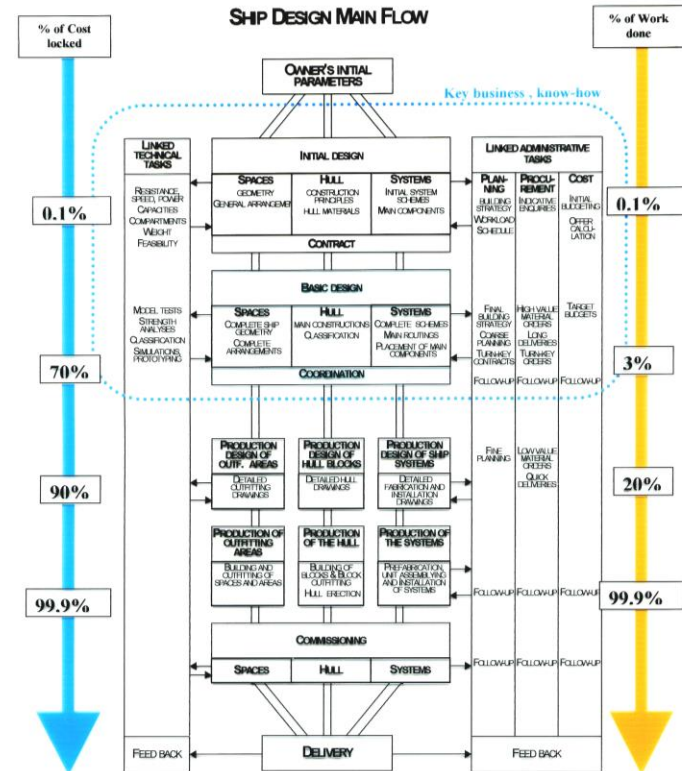 SHIP DESIGN MAIN FLOW
% of Cost
locked
% of Work
done
OWNER'S INITIAL
PARAMETERS
Key business , know-how
LINKED
TECHNICAL
TASKS
RESISTANCE,
SPEED, POWER
CAPACITIES
COMPARTMENTS
WEIGHT
FEASIBILITY
INITIAL DESIGN
SPACES
GEOMETRY
GENERAL ARRANGEMEN
HULL
CONSTRUCTION
PRINCIPLES
HULL MATERIALS
SYSTEMS
INITIAL SYSTEM
SCHEMES
MAIN COMPONENTS
CONTRACT
LINKED ADMINISTRATIVE
TASKS
PLAN-
NING
BUILDING
STRATEGY
WORKLOAD
SCHEDULE
PROCU-
REMENT
INDICATIVE
ENQUIRIES
COST
INITIAL
BUDGETING
OFFER
CALCU-
LATION
0.1%
0.1%
MODEL TESTS
STRENGTH
ANALYSES
CLASSIFICATION
SIMULATIONS,
PROTOTYPING
BASIC DESIGN
SPACES
COMPLETE SHIP
GEOMETRY
COMPLETE
ARRANGEMENTS
HULL
MAIN CONSTRUCTIONS
CLASSIFICATION
SYSTEMS
COMPLETE SCHEMES
MAIN ROUTINGS
PLACEMENT OF MAIN
COMPONENTS
COORDINATION
FINAL
BUILDING
STRATEGY
COARSE
PLANNING
TURN-KEY
CONTRACTS
FOLLOW-UP
HIGH VALUE
MATERIAL
ORDERS
LONG
DELIVERIES
TURN-KEY
ORDERS
FOLLOW-UP
TARGET
BUDGETS
FOLLOW-UP
70%
3%
PRODUCTION
DESIGN OF
OUTF. AREAS
DETAILED
OUTFITTING
DRAWINGS
PRODUCTION
DESIGN OF
HULL BLOCKS
DETAILED HULL
DRAWINGS
PRODUCTION
DESIGN OF SHIP
SYSTEMS
DETAILED
FABRICATION AND
INSTALLATION
DRAWINGS
FINE
PLANNING
LOW VALUE
MATERIAL
ORDERS
QUICK
DELIVERIES
90%
20%
PRODUCTION OF
OUTFITTING
AREAS
BUILDING AND
OUTFITTING OF
SPACES AND AREAS
PRODUCTION
OF THE HULL
BUILDING OF
BLOCKS & BLOCK
OUTFITTING
HULL ERECTION
PRODUCTION OF
THE SYSTEMS
PREFABRICATION,
UNIT ASSEMBLYING
AND INSTALLATION
OF SYSTEMS
FOLLOW-UP
FOLLOW-UP
FOLLOW-UP
99.9%
99.9%
COMMISSIONING
SPACES
HULL
SYSTEMS
FOLLOW-UP
FOLLOW-UP
FOLLOW-UP
FEED BACK
DELIVERY
FEED BACK